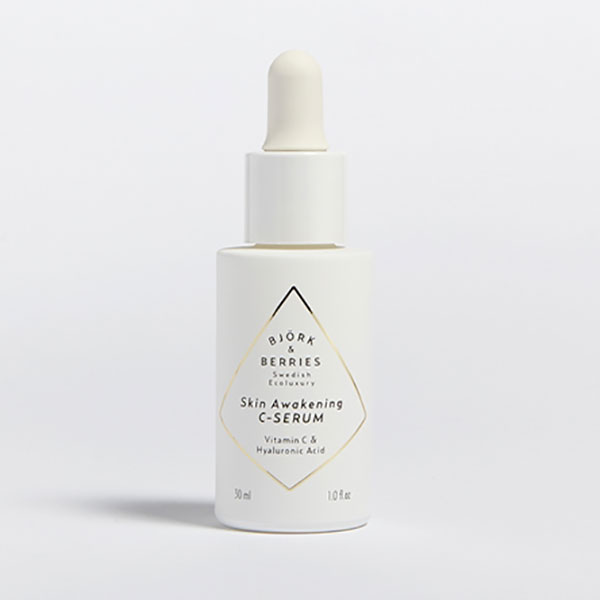 BJÖRK
&
BERRIES
Swedish
Ecoluxury
Skin Awakening
C-SERUM
Vitamin C &
Hyaluronic Acid
30 ml 1.0 fl.oz